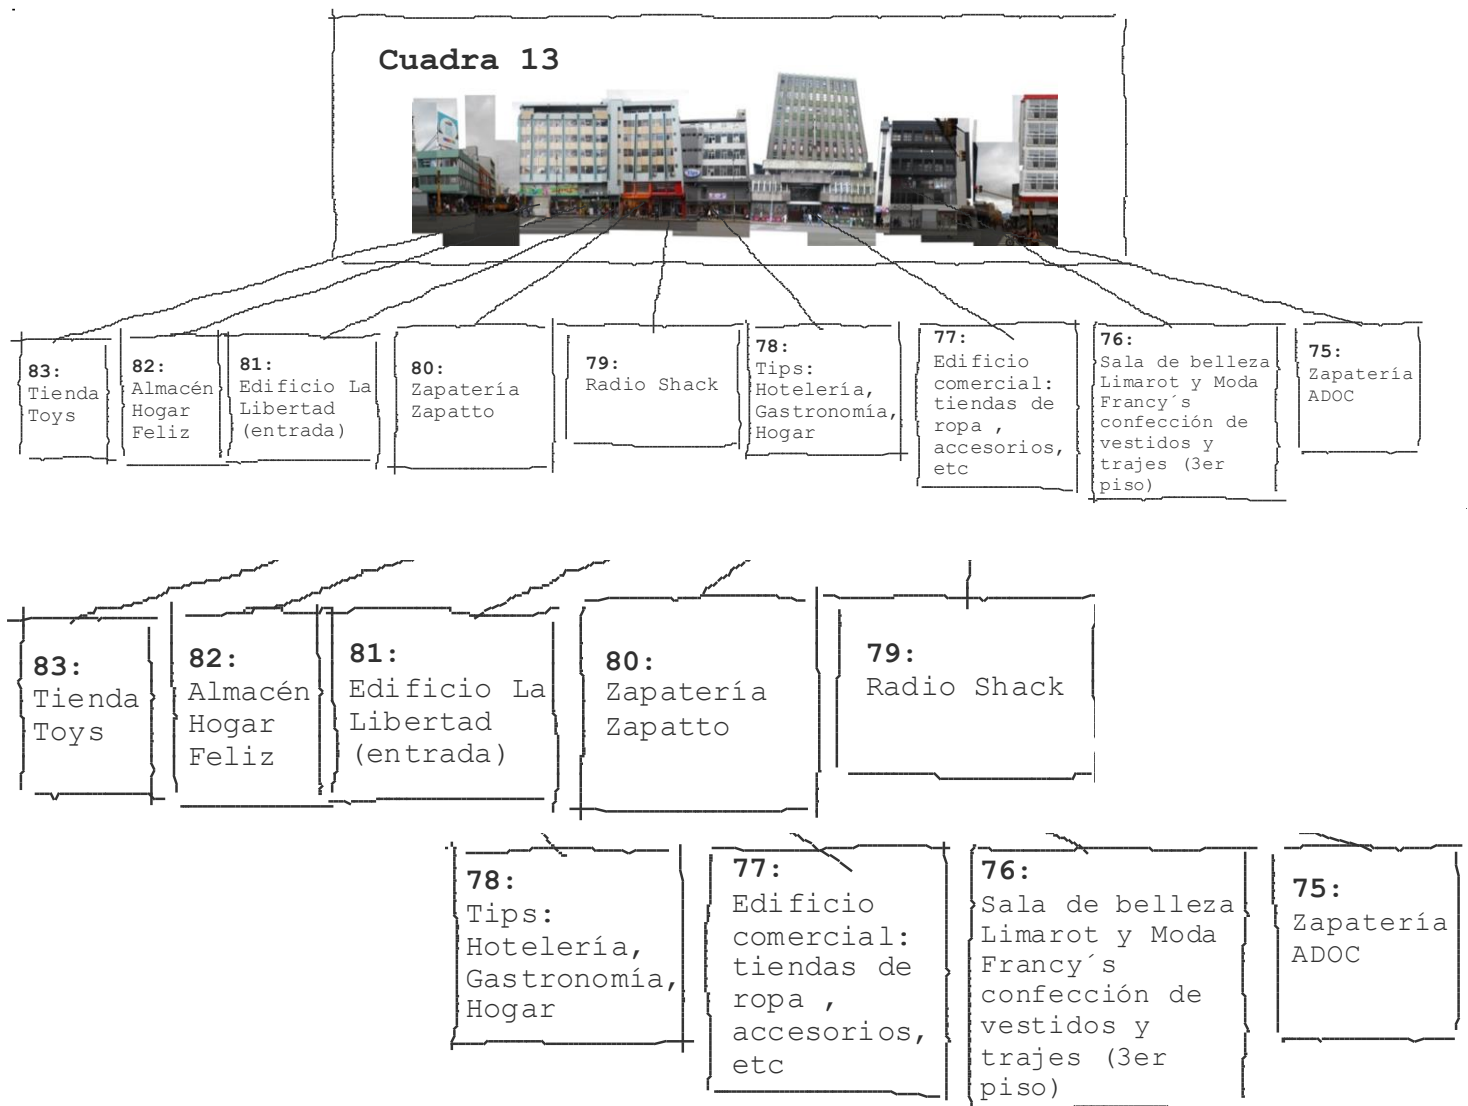 Cuadra 13
83:
Tienda
Toys
82:
Almacén
Hogar
Feliz
81:
Edificio La
Libertad
(entrada)
80:
Zapatería
Zapatto
79:
Radio Shack
78:
Tips:
Hotelería,
Gastronomía,
Hogar
77:
Edificio
comercial:
tiendas de
ropa ,
accesorios,
etc
76:
Sala de belleza
Limarot y Moda
Francy´s
confección de
vestidos y
trajes (3er
piso)
75:
Zapatería
ADOC
83:
Tienda
Toys
82:
Almacén
Hogar
Feliz
81:
Edificio La
Libertad
(entrada)
80:
Zapatería
Zapatto
79:
Radio Shack
78:
Tips:
Hotelería,
Gastronomía,
Hogar
77:
Edificio
comercial:
tiendas de
ropa ,
accesorios,
etc
76:
Sala de belleza
Limarot y Moda
Francy´s
confección de
vestidos y
trajes (3er
piso)
75:
Zapatería
ADOC